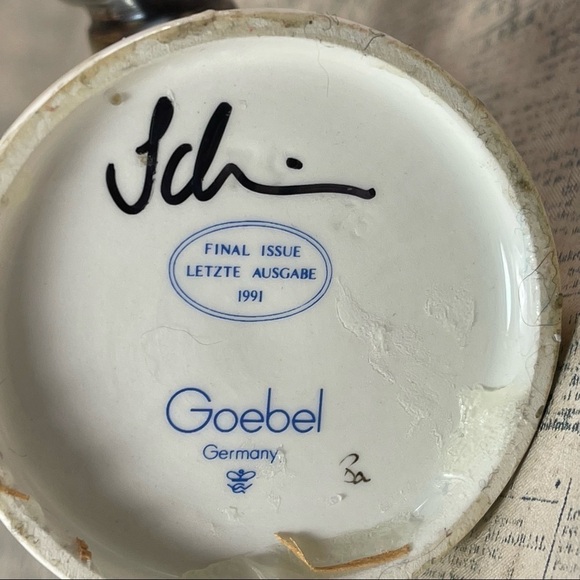 FINAL ISSUE
LETZTE AUSGABE
1991
Goebel
Germany